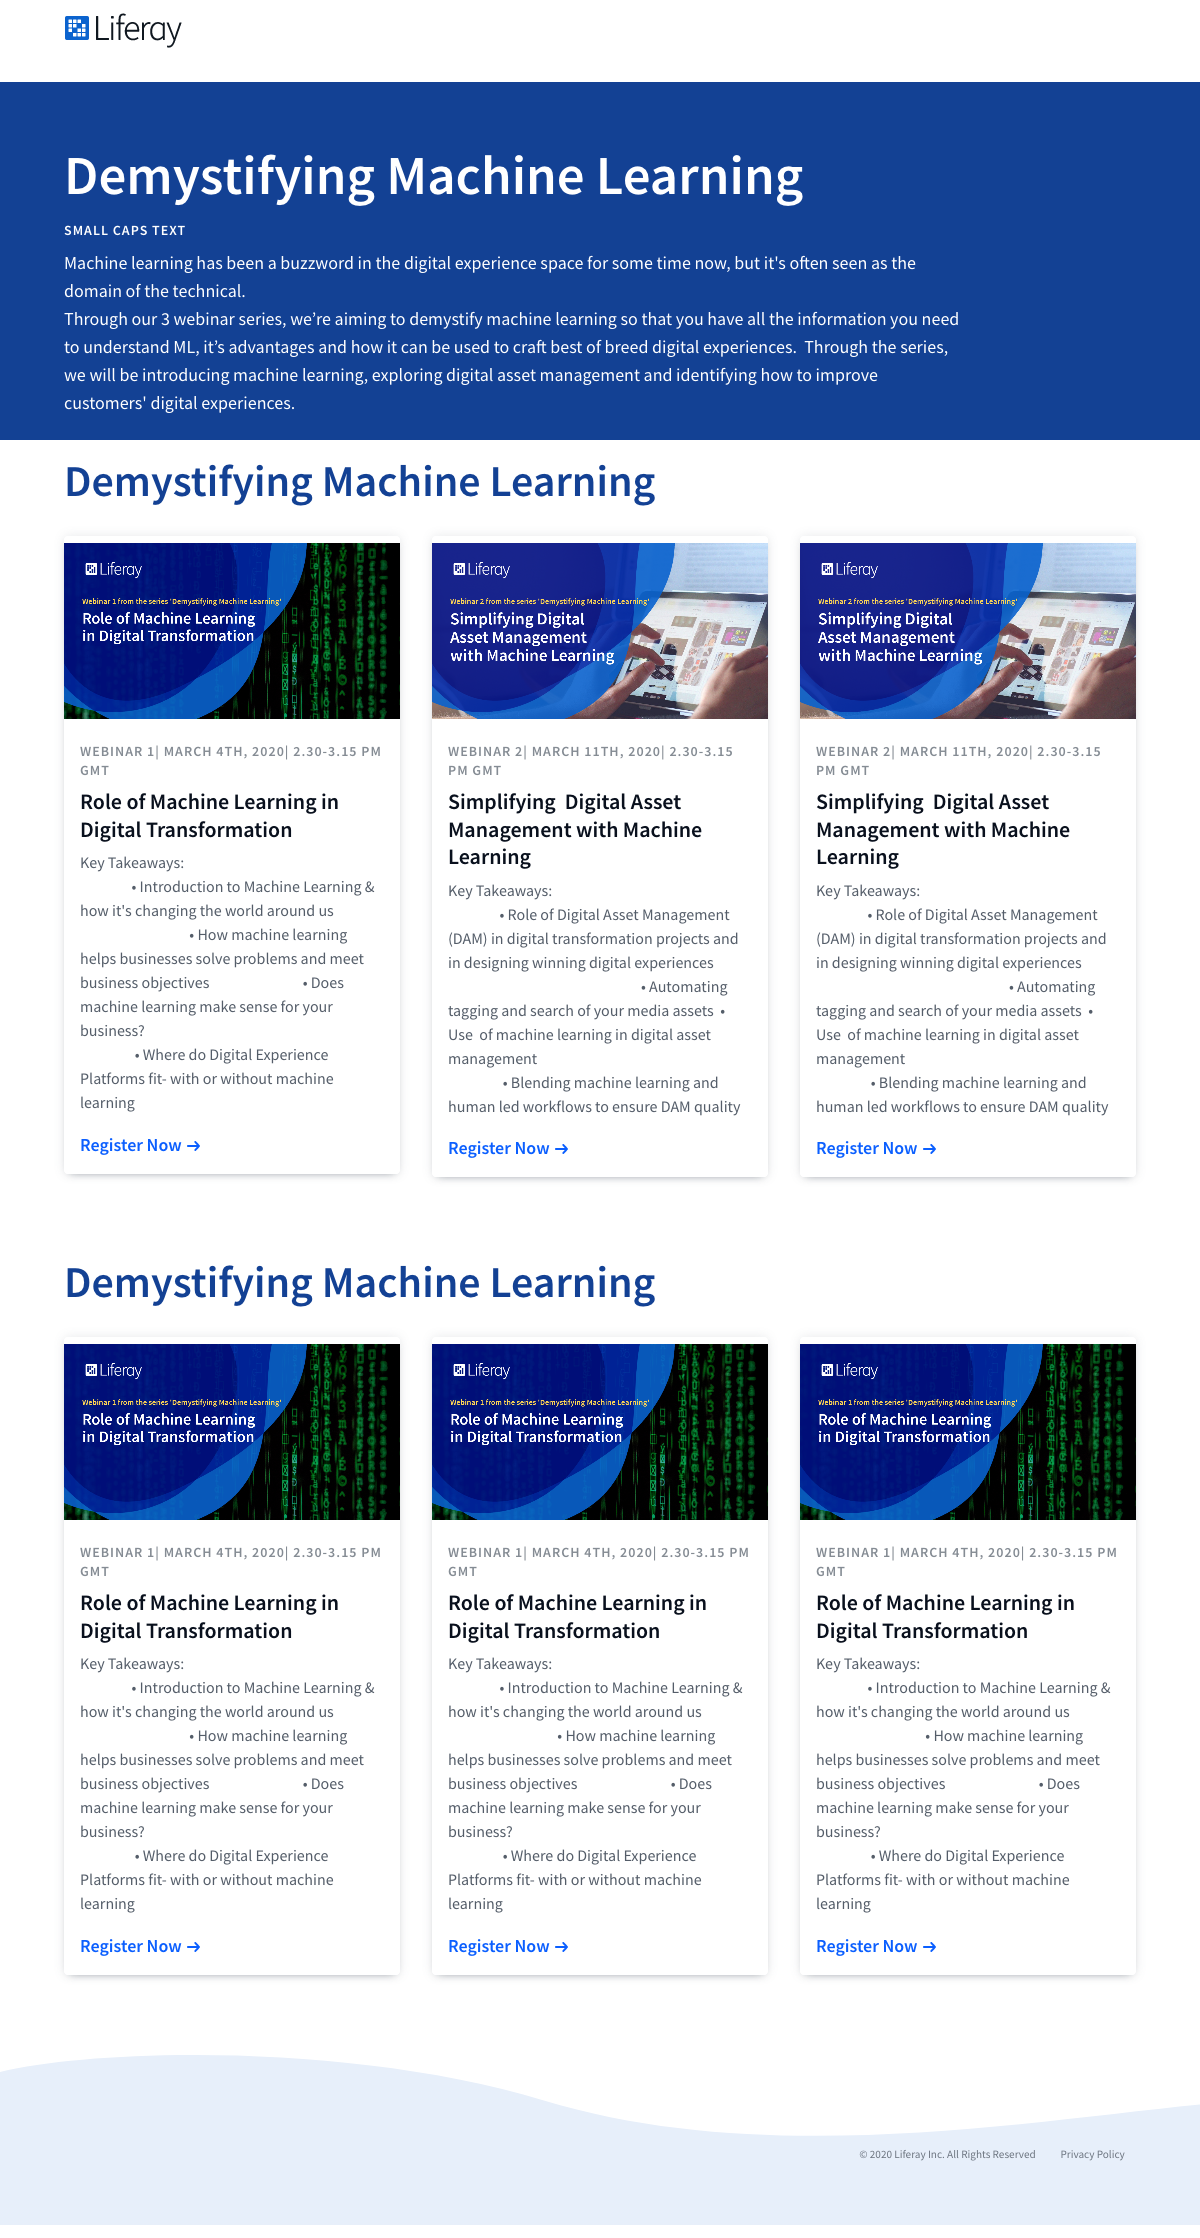 Liferay
Demystifying Machine Learning
SMALL CAPS TEXT
Machine learning has been a buzzword in the digital experience space for some time now, but it's often seen as the
domain of the technical.
Through our 3 webinar series, we’re aiming to demystify machine learning so that you have all the information you need
to understand ML, it’s advantages and how it can be used to craft best of breed digital experiences.  Through the series,
we will be introducing machine learning, exploring digital asset management and identifying how to improve
customers' digital experiences.
Demystifying Machine Learning
Liferay
Webinar 1 from the series 'Demystifying Machine Learning'
Role of Machine Learning
in Digital Transformation
WEBINAR 1| MARCH 4TH, 2020| 2.30-3.15 PM
GMT
Role of Machine Learning in
Digital Transformation
Key Takeaways:
• Introduction to Machine Learning &
how it's changing the world around us
• How machine learning
helps businesses solve problems and meet
business objectives • Does
machine learning make sense for your
business?
• Where do Digital Experience
Platforms fit- with or without machine
learning
Register Now →
Liferay
Webinar 2 from the series 'Demystifying Machine Learning'
Simplifying Digital
Asset Management
with Machine Learning
WEBINAR 2| MARCH 11TH, 2020| 2.30-3.15
PM GMT
Simplifying  Digital Asset
Management with Machine
Learning
Key Takeaways:
• Role of Digital Asset Management
(DAM) in digital transformation projects and
in designing winning digital experiences
• Automating
tagging and search of your media assets  •
Use  of machine learning in digital asset
management
• Blending machine learning and
human led workflows to ensure DAM quality
Register Now →
Liferay
Webinar 2 from the series 'Demystifying Machine Learning'
Simplifying Digital
Asset Management
with Machine Learning
WEBINAR 2| MARCH 11TH, 2020| 2.30-3.15
PM GMT
Simplifying  Digital Asset
Management with Machine
Learning
Key Takeaways:
• Role of Digital Asset Management
(DAM) in digital transformation projects and
in designing winning digital experiences
• Automating
tagging and search of your media assets  •
Use  of machine learning in digital asset
management
• Blending machine learning and
human led workflows to ensure DAM quality
Register Now →
Demystifying Machine Learning
Liferay
Webinar 1 from the series 'Demystifying Machine Learning'
Role of Machine Learning
in Digital Transformation
WEBINAR 1| MARCH 4TH, 2020| 2.30-3.15 PM
GMT
Role of Machine Learning in
Digital Transformation
Key Takeaways:
• Introduction to Machine Learning &
how it's changing the world around us
• How machine learning
helps businesses solve problems and meet
business objectives • Does
machine learning make sense for your
business?
• Where do Digital Experience
Platforms fit- with or without machine
learning
Register Now →
Liferay
Webinar 1 from the series 'Demystifying Machine Learning'
Role of Machine Learning
in Digital Transformation
WEBINAR 1| MARCH 4TH, 2020| 2.30-3.15 PM
GMT
Role of Machine Learning in
Digital Transformation
Key Takeaways:
• Introduction to Machine Learning &
how it's changing the world around us
• How machine learning
helps businesses solve problems and meet
business objectives • Does
machine learning make sense for your
business?
• Where do Digital Experience
Platforms fit- with or without machine
learning
Register Now →
Liferay
Webinar 1 from the series 'Demystifying Machine Learning'
Role of Machine Learning
in Digital Transformation
WEBINAR 1| MARCH 4TH, 2020| 2.30-3.15 PM
GMT
Role of Machine Learning in
Digital Transformation
Key Takeaways:
• Introduction to Machine Learning &
how it's changing the world around us
• How machine learning
helps businesses solve problems and meet
business objectives • Does
machine learning make sense for your
business?
• Where do Digital Experience
Platforms fit- with or without machine
learning
Register Now →
© 2020 Liferay Inc. All Rights Reserved Privacy Policy